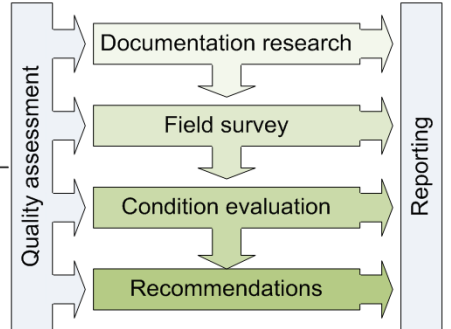 Quality assessment
Documentation research
Field survey
Condition evaluation
Recommendations
Reporting